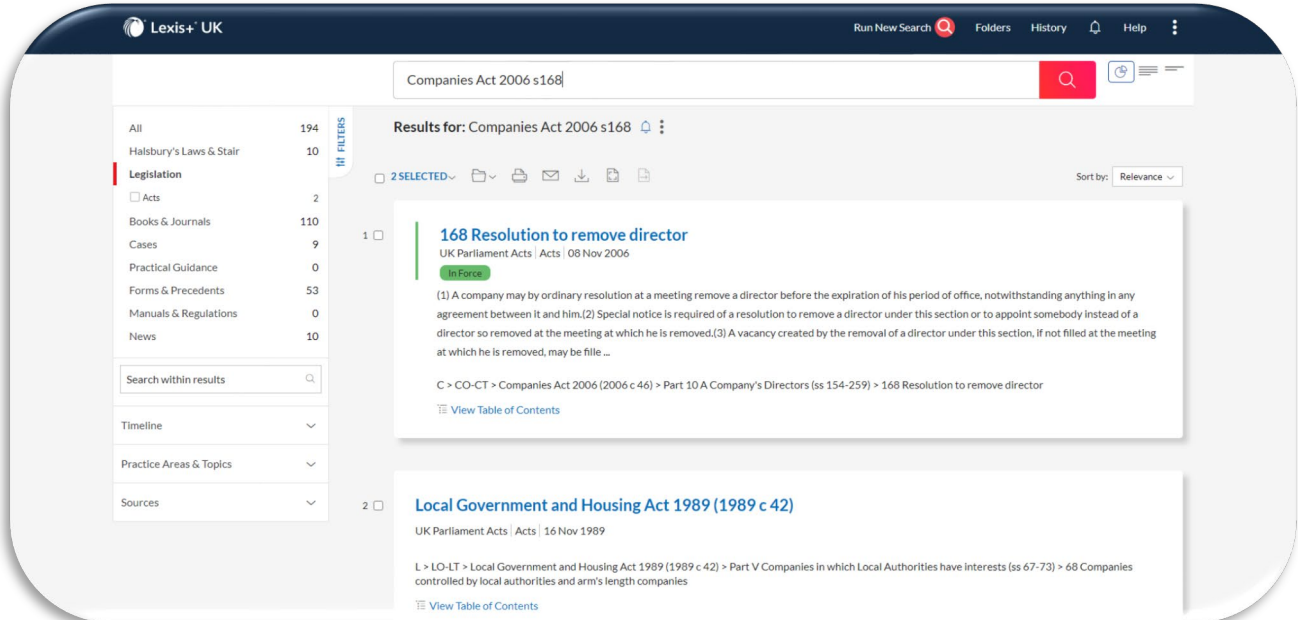 Lexis+ UK
Run New Search Folders History Help
Companies Act 2006 s168
All 194
Halsbury's Laws & Stair 10
Legislation
Acts 2
Books & Journals 110
Cases 9
Practical Guidance 0
Forms & Precedents 53
Manuals & Regulations 0
News 10
Search within results
Timeline
Practice Areas & Topics
Sources
FILTERS
Results for: Companies Act 2006 s168
2 SELECTED
Sort by: Relevance
1
168 Resolution to remove director
UK Parliament Acts | Acts | 08 Nov 2006
In Force
(1) A company may by ordinary resolution at a meeting remove a director before the expiration of his period of office, notwithstanding anything in any
agreement between it and him.(2) Special notice is required of a resolution to remove a director under this section or to appoint somebody instead of a
director so removed at the meeting at which he is removed.(3) A vacancy created by the removal of a director under this section, if not filled at the meeting
at which he is removed, may be fille ...
C > CO-CT > Companies Act 2006 (2006 c 46) > Part 10 A Company's Directors (ss 154-259) > 168 Resolution to remove director
View Table of Contents
2
Local Government and Housing Act 1989 (1989 c 42)
UK Parliament Acts | Acts | 16 Nov 1989
L > LO-LT > Local Government and Housing Act 1989 (1989 c 42) > Part V Companies in which Local Authorities have interests (ss 67-73) > 68 Companies
controlled by local authorities and arm's length companies
View Table of Contents